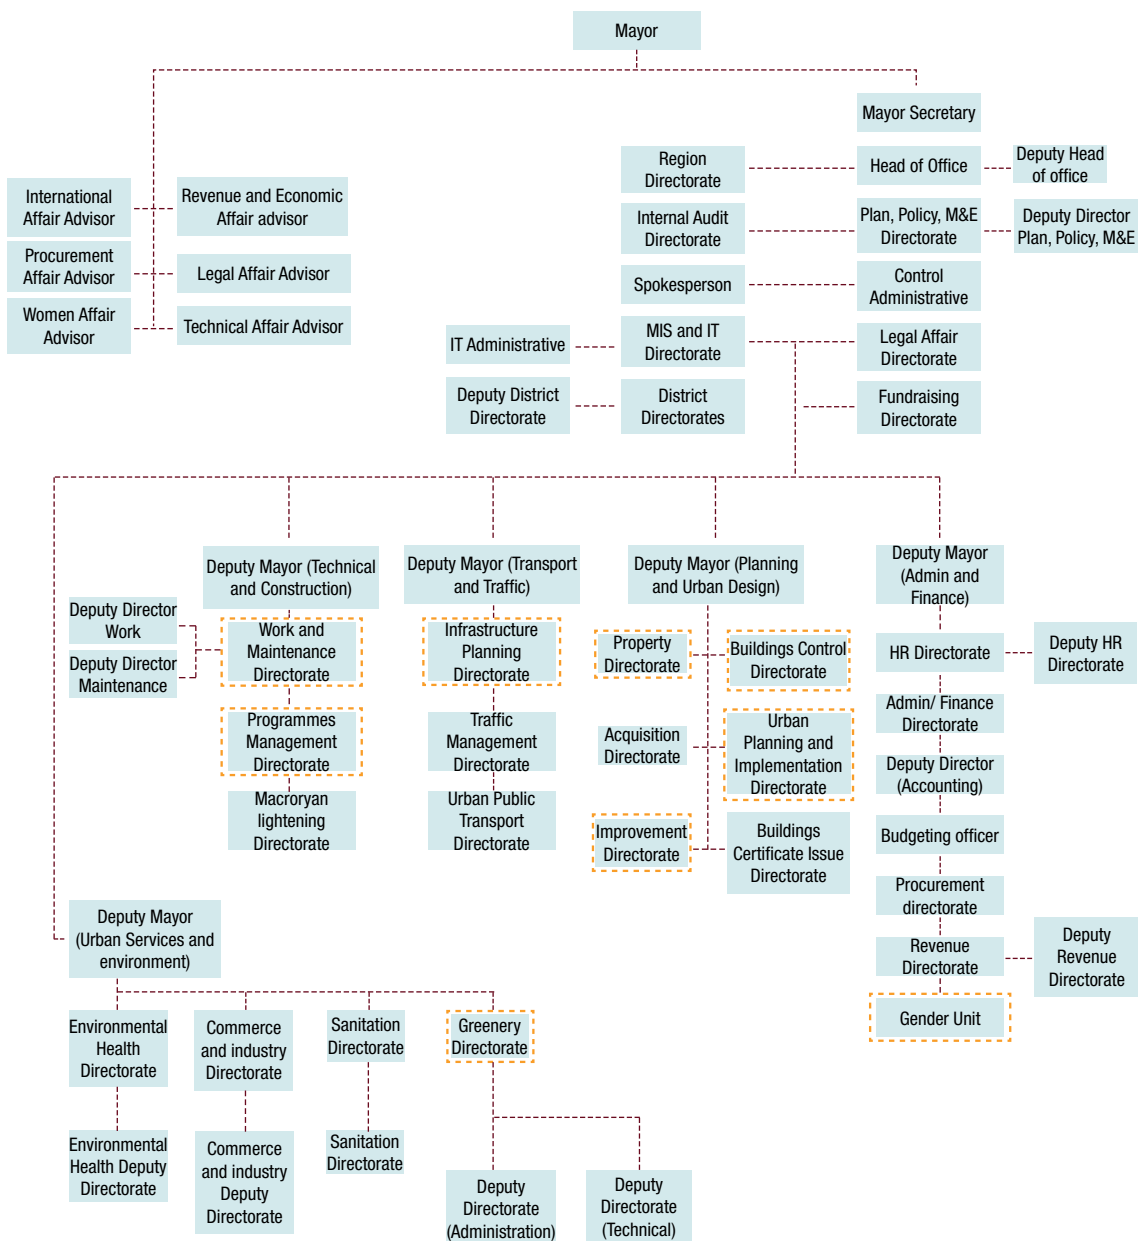 Mayor
Mayor Secretary
Region
Directorate
Head of Office
Deputy Head
of office
International
Affair Advisor
Revenue and Economic
Affair advisor
Internal Audit
Directorate
Plan, Policy, M&E
Directorate
Deputy Director
Plan, Policy, M&E
Procurement
Affair Advisor
Legal Affair Advisor
Spokesperson
Control
Administrative
Women Affair
Advisor
Technical Affair Advisor
IT Administrative
MIS and IT
Directorate
Legal Affair
Directorate
Deputy District
Directorate
District
Directorates
Fundraising
Directorate
Deputy Mayor (Technical
and Construction)
Deputy Mayor (Transport
and Traffic)
Deputy Mayor (Planning
and Urban Design)
Deputy Mayor
(Admin and
Finance)
Deputy Director
Work
Deputy Director
Maintenance
Work and
Maintenance
Directorate
Infrastructure
Planning
Directorate
Property
Directorate
Buildings Control
Directorate
HR Directorate
Deputy HR
Directorate
Programmes
Management
Directorate
Traffic
Management
Directorate
Acquisition
Directorate
Urban
Planning and
Implementation
Directorate
Admin/ Finance
Directorate
Deputy Director
(Accounting)
Macroryan
lightening
Directorate
Urban Public
Transport
Directorate
Improvement
Directorate
Buildings
Certificate Issue
Directorate
Budgeting officer
Procurement
directorate
Deputy Mayor
(Urban Services and
environment)
Revenue
Directorate
Deputy
Revenue
Directorate
Gender Unit
Environmental
Health
Directorate
Commerce
and industry
Directorate
Sanitation
Directorate
Greenery
Directorate
Environmental
Health Deputy
Directorate
Commerce
and industry
Deputy
Directorate
Sanitation
Directorate
Deputy
Directorate
(Administration)
Deputy
Directorate
(Technical)